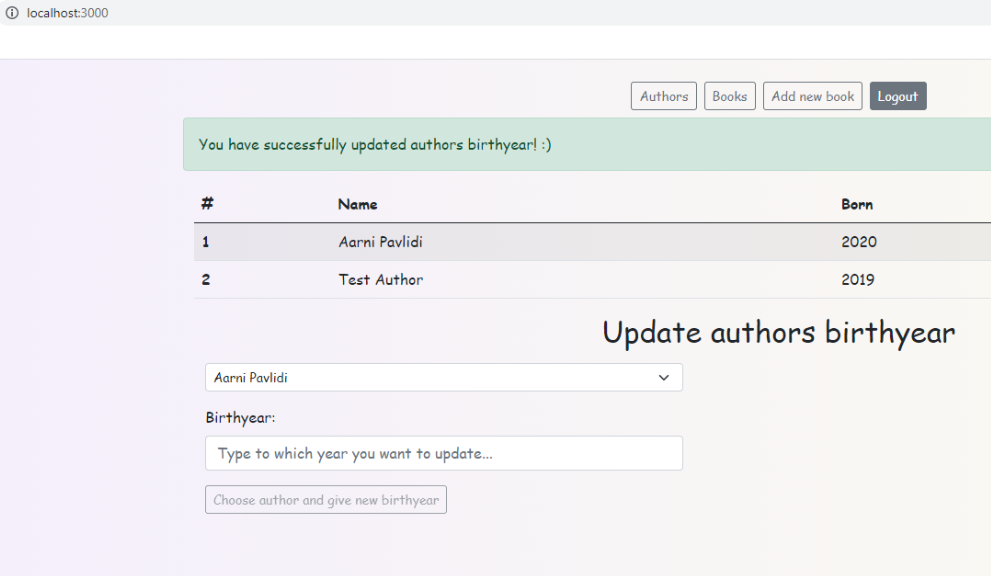 localhost:3000
Authors Books Add new book Logout
You have successfully updated authors birthyear! :)
# Name Born
1 Aarni Pavlidi 2020
2 Test Author 2019
Update authors birthyear
Aarni Pavlidi
Birthyear:
Type to which year you want to update...
Choose author and give new birthyear